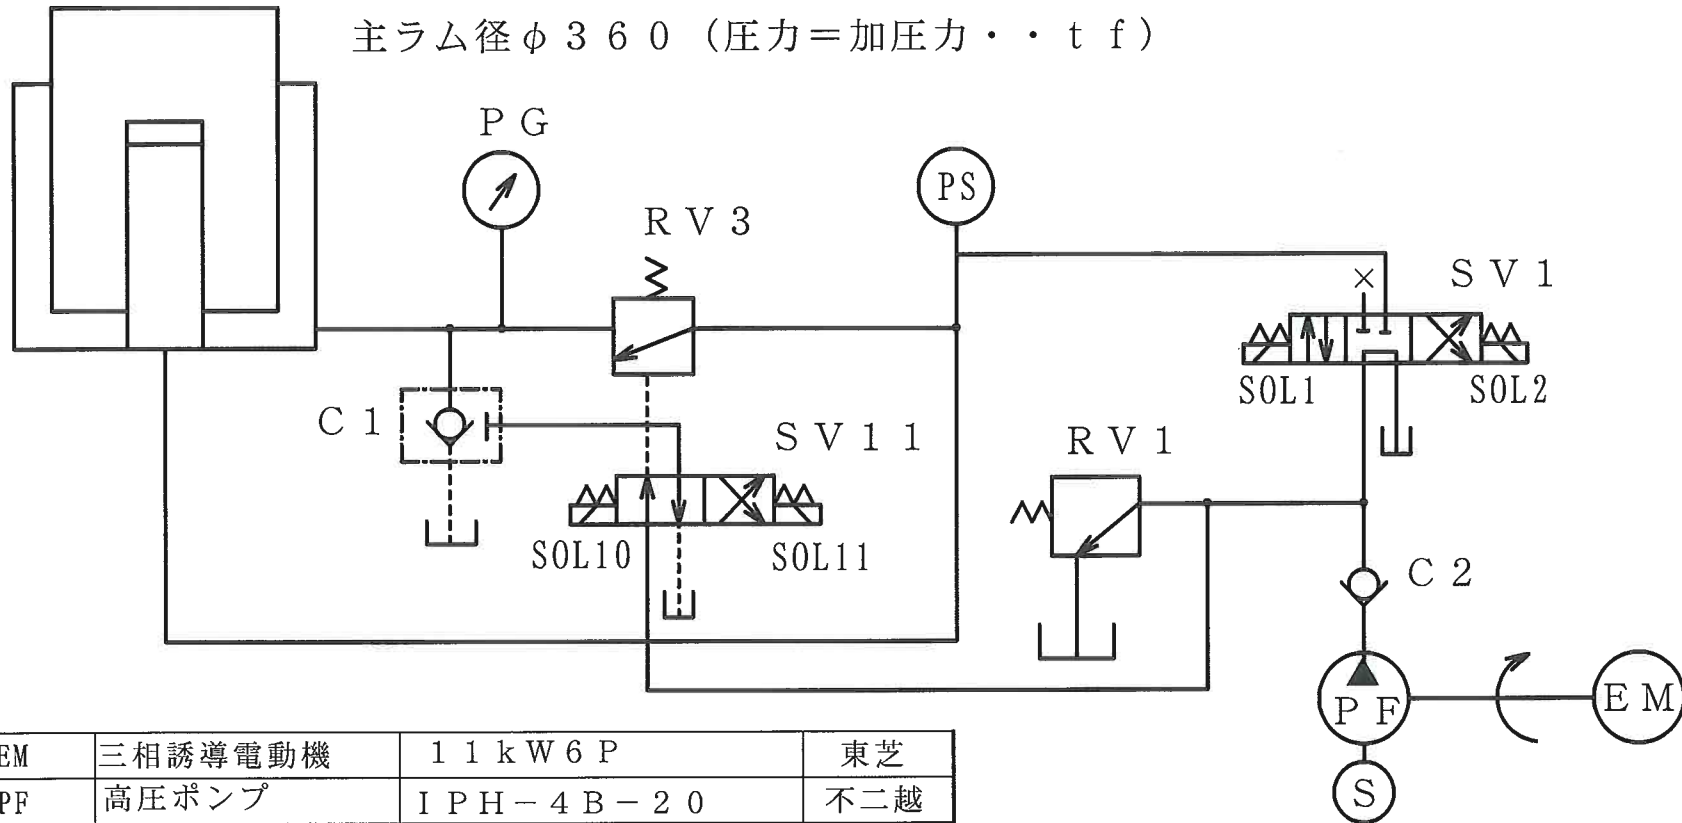 主ラム径φ３６０（圧力＝加圧力・・ｔｆ）
ＰＧ
PS
ＲＶ３
ＳＶ１
×
SOL1
SOL2
Ｃ１
ＳＶ１１
ＲＶ１
SOL10
SOL11
Ｃ２
ＰＦ
ＥＭ
Ｓ
EM 三相誘導電動機 １１ｋＷ６Ｐ 東芝
PF 高圧ポンプ ＩＰＨ－４Ｂ－２０ 不二越